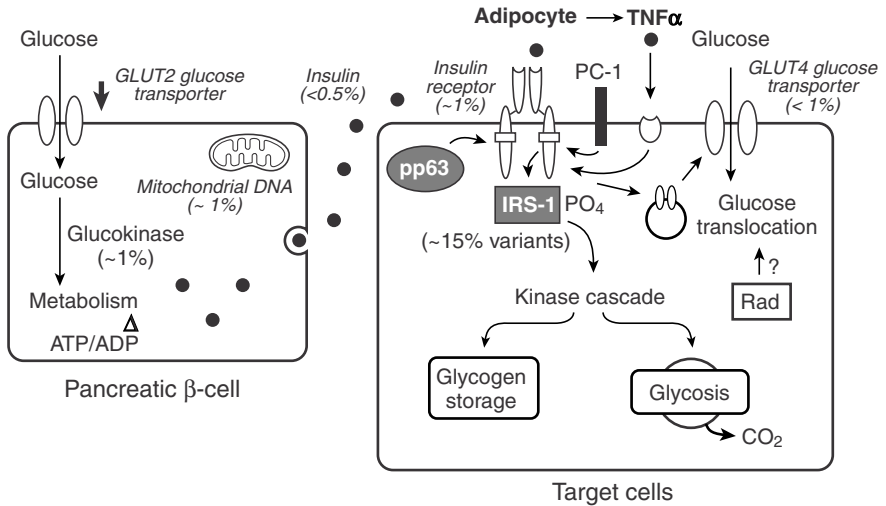 Adipocyte
TNFα
Glucose
GLUT2 glucose
transporter
Insulin
(<0.5%)
Insulin
receptor
(~1%)
PC-1
Glucose
GLUT4 glucose
transporter
(< 1%)
Glucose
Mitochondrial DNA
(~ 1%)
Glucokinase
(~1%)
Metabolism
ATP/ADP
Pancreatic β-cell
pp63
IRS-1
PO4
(~15% variants)
Glucose
translocation
?
Rad
Kinase cascade
Glycogen
storage
Glycosis
CO2
Target cells